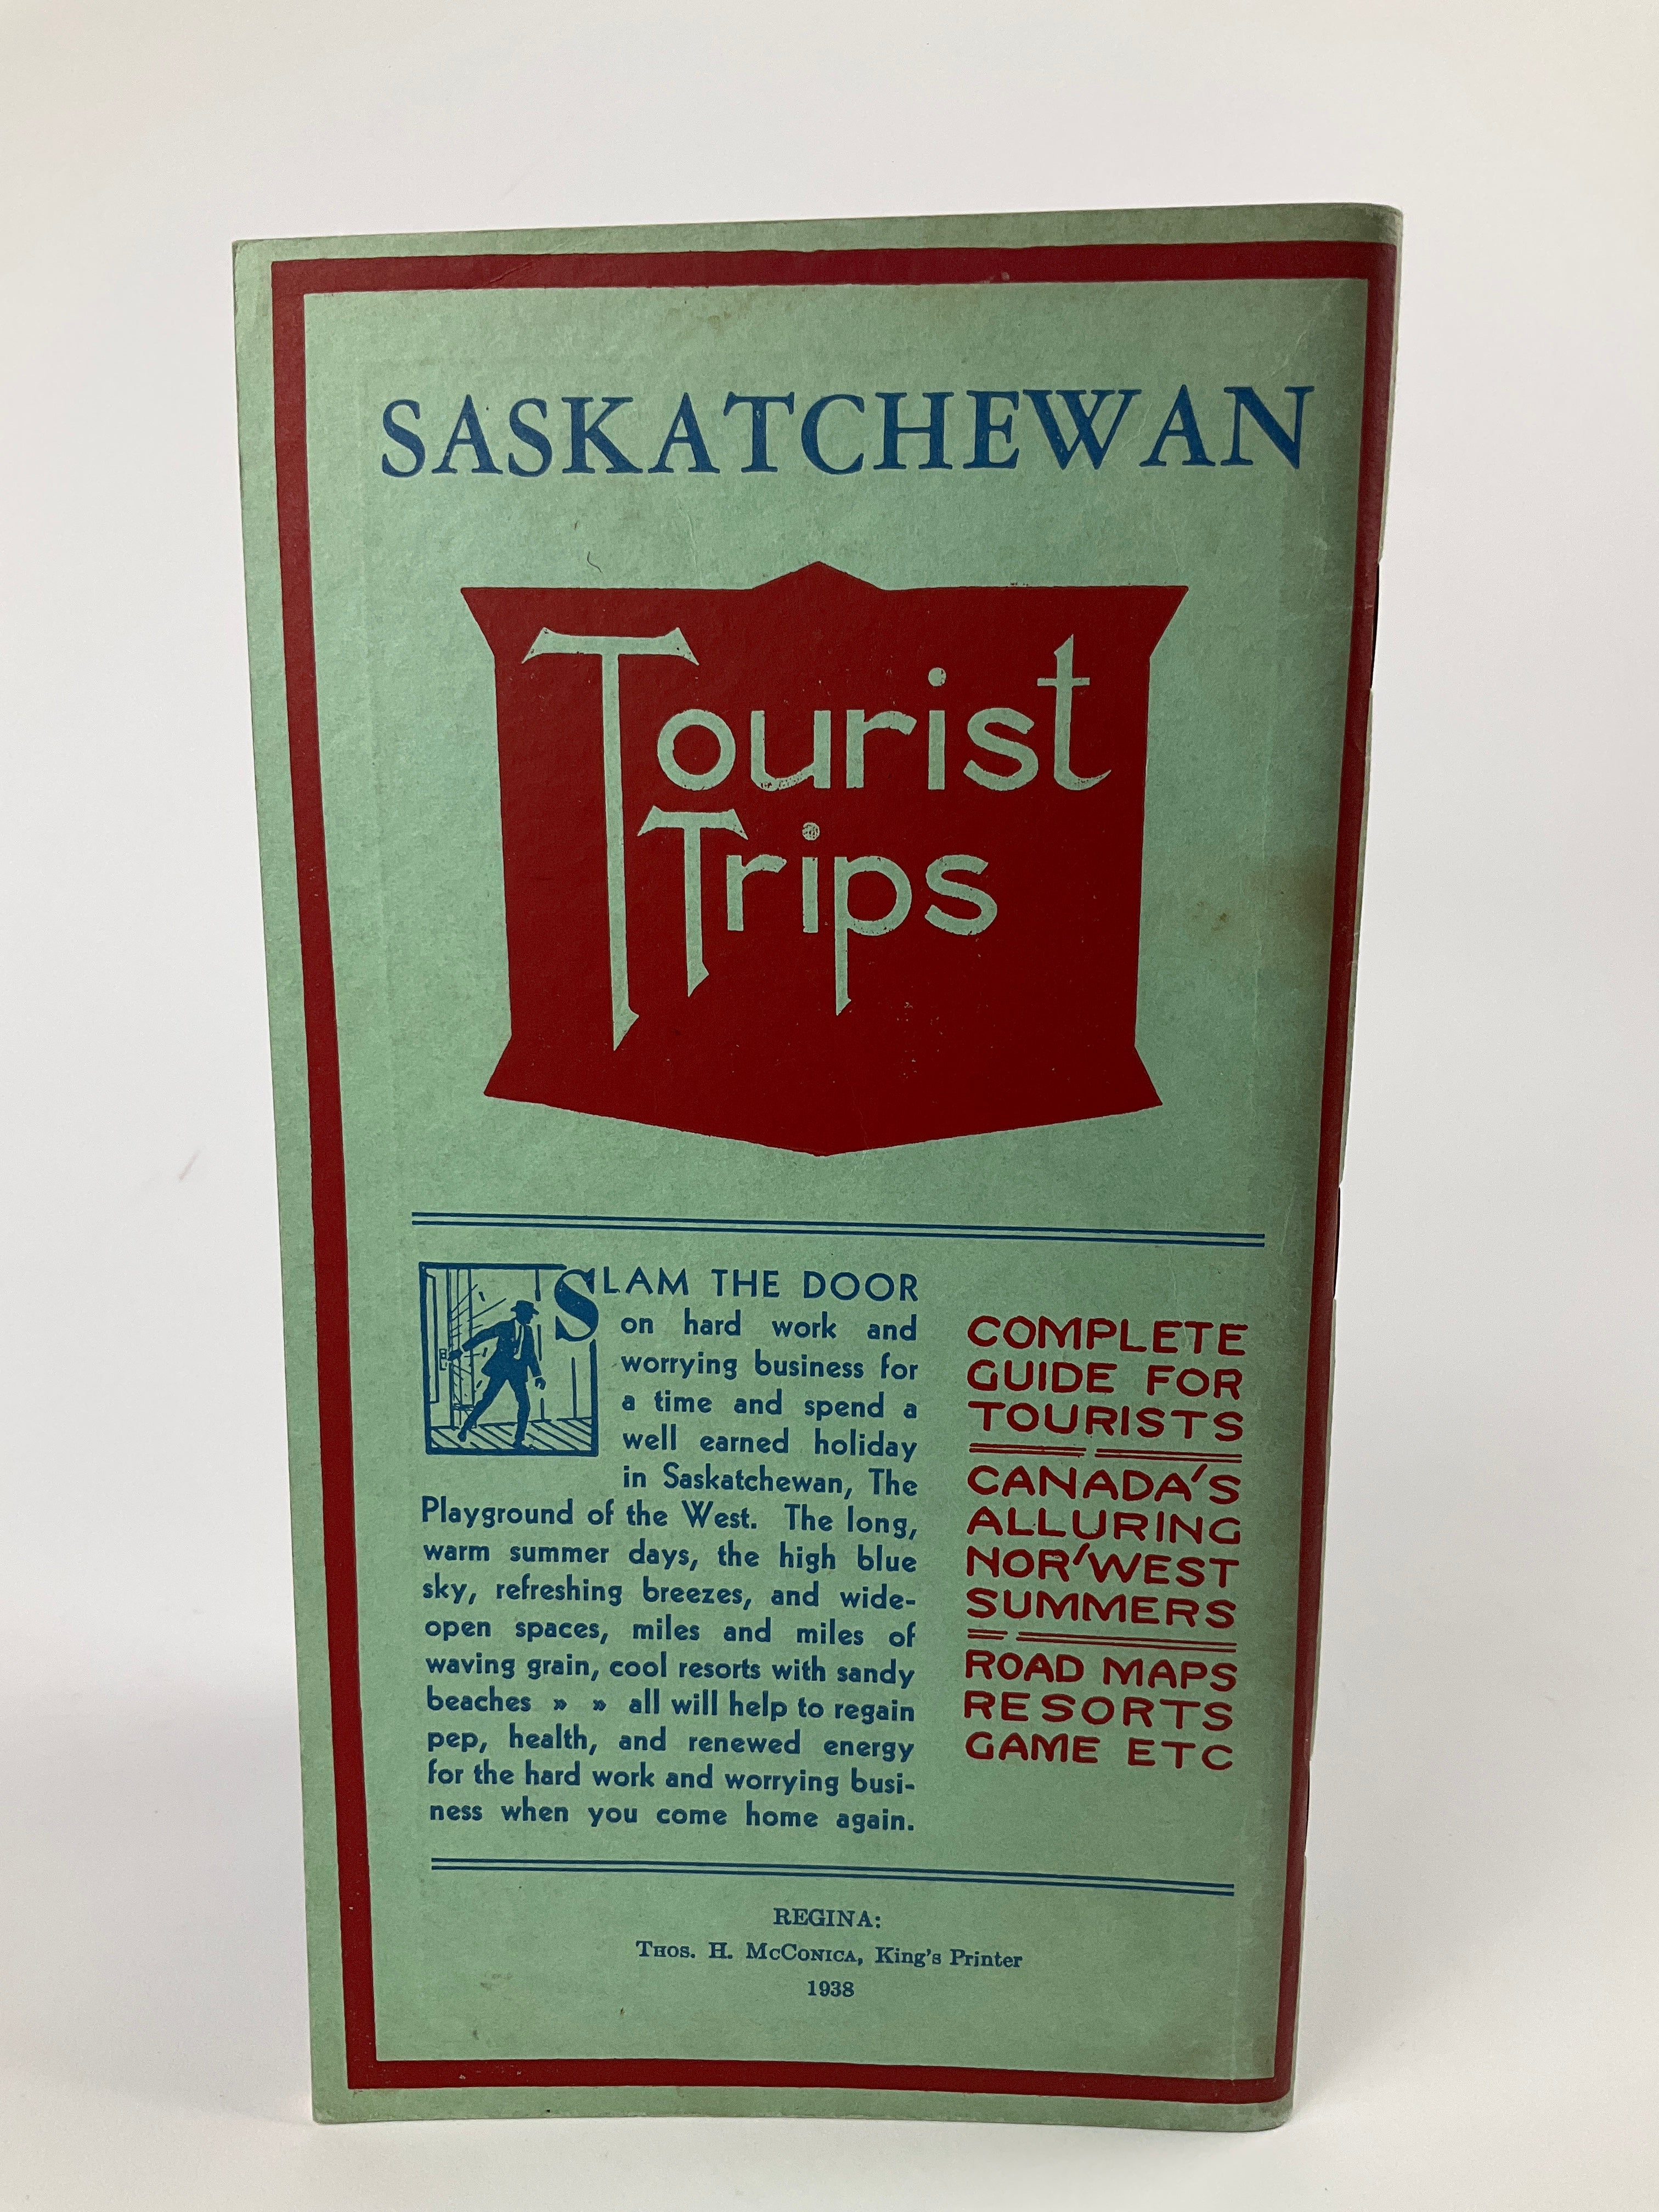 SASKATCHEWAN
Tourist
Trips
SLAM THE DOOR
on hard work and
worrying business for
a time and spend a
well earned holiday
in Saskatchewan, The
Playground of the West. The long,
warm summer days, the high blue
sky, refreshing breezes, and wide-
open spaces, miles and miles of
waving grain, cool resorts with sandy
beaches » » all will help to regain
pep, health, and renewed energy
for the hard work and worrying busi-
ness when you come home again.
COMPLETE
GUIDE FOR
TOURISTS
CANADA'S
ALLURING
NOR'WEST
SUMMERS
ROAD MAPS
RESORTS
GAME ETC
REGINA:
THOS. H. MCCONICA, King's Printer
1938